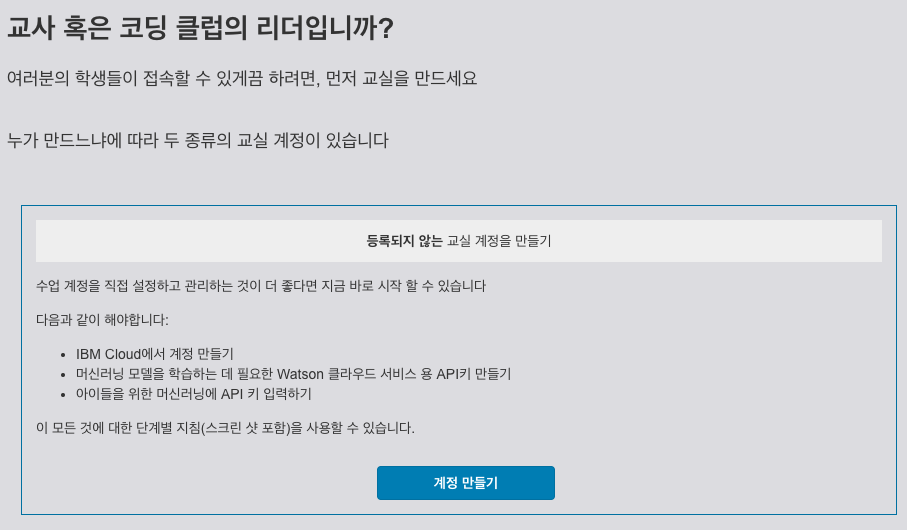 교사 혹은 코딩 클럽의 리더입니까?
여러분의 학생들이 접속할 수 있게끔 하려면, 먼저 교실을 만드세요
누가 만드느냐에 따라 두 종류의 교실 계정이 있습니다
등록되지 않는 교실 계정을 만들기
수업 계정을 직접 설정하고 관리하는 것이 더 좋다면 지금 바로 시작 할 수 있습니다
다음과 같이 해야합니다:
• IBM Cloud에서 계정 만들기
• 머신러닝 모델을 학습하는 데 필요한 Watson 클라우드 서비스 용 API키 만들기
• 아이들을 위한 머신러닝에 API 키 입력하기
이 모든 것에 대한 단계별 지침(스크린 샷 포함)을 사용할 수 있습니다.
계정 만들기